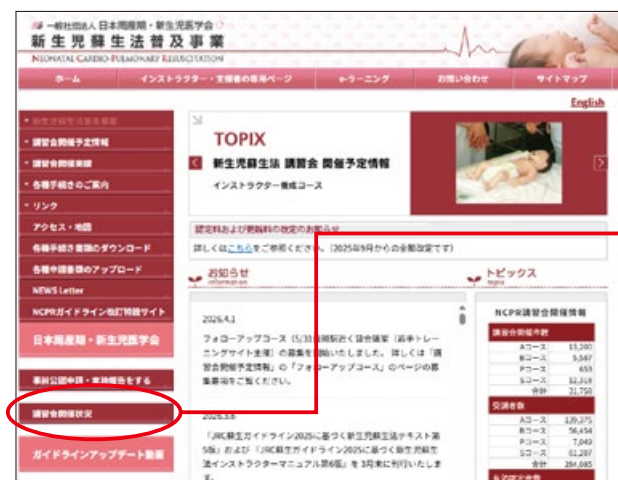 一般社団法人 日本周産期・新生児医学会
新生児蘇生法普及事業
NEONATAL CARDIO-PULMONARY RESUSCITATION
ホーム
インストラクター・支援者の専用ページ
e-ラーニング
お問い合わせ
サイトマップ
English
新生児蘇生法普及事業
講習会開催予定情報
講習会開催実績
各種手続きのご案内
リンク
アクセス・地図
各種手続き書類のダウンロード
各種申請書類のアップロード
NEWS Letter
NCPRガイドライン改訂特設サイト
日本周産期・新生児医学会
事前公認申請・実施報告をする
講習会開催状況
ガイドラインアップデート動画
TOPIX
新生児蘇生法 講習会 開催予定情報
インストラクター養成コース
認定料および更新料の改定のお知らせ
詳しくはこちらをご参照ください。（2025年9月からの全額改定です）
お知らせ
information
2026.4.1
フォローアップコース（5/31
の募集を開始いたしました。 詳しくは「講
習会開催予定情報」の「フォローアップコース」のページの募
集要項をご覧ください。
2026.3.6
「JRC蘇生ガイドライン2025に基づく新生児蘇生法テキスト第
5版」および「JRC蘇生ガイドライン2025に基づく新生児蘇生
法インストラクターマニュアル第6版」を3月末に刊行いたしま
す。
トピックス
topix
NCPR講習会開催情報
講習会開催件数
Aコース
Bコース 5,587
Pコース 653
Sコース
合計
受講者数
Aコース
Bコース 56,454
Pコース 7,049
Sコース
合計